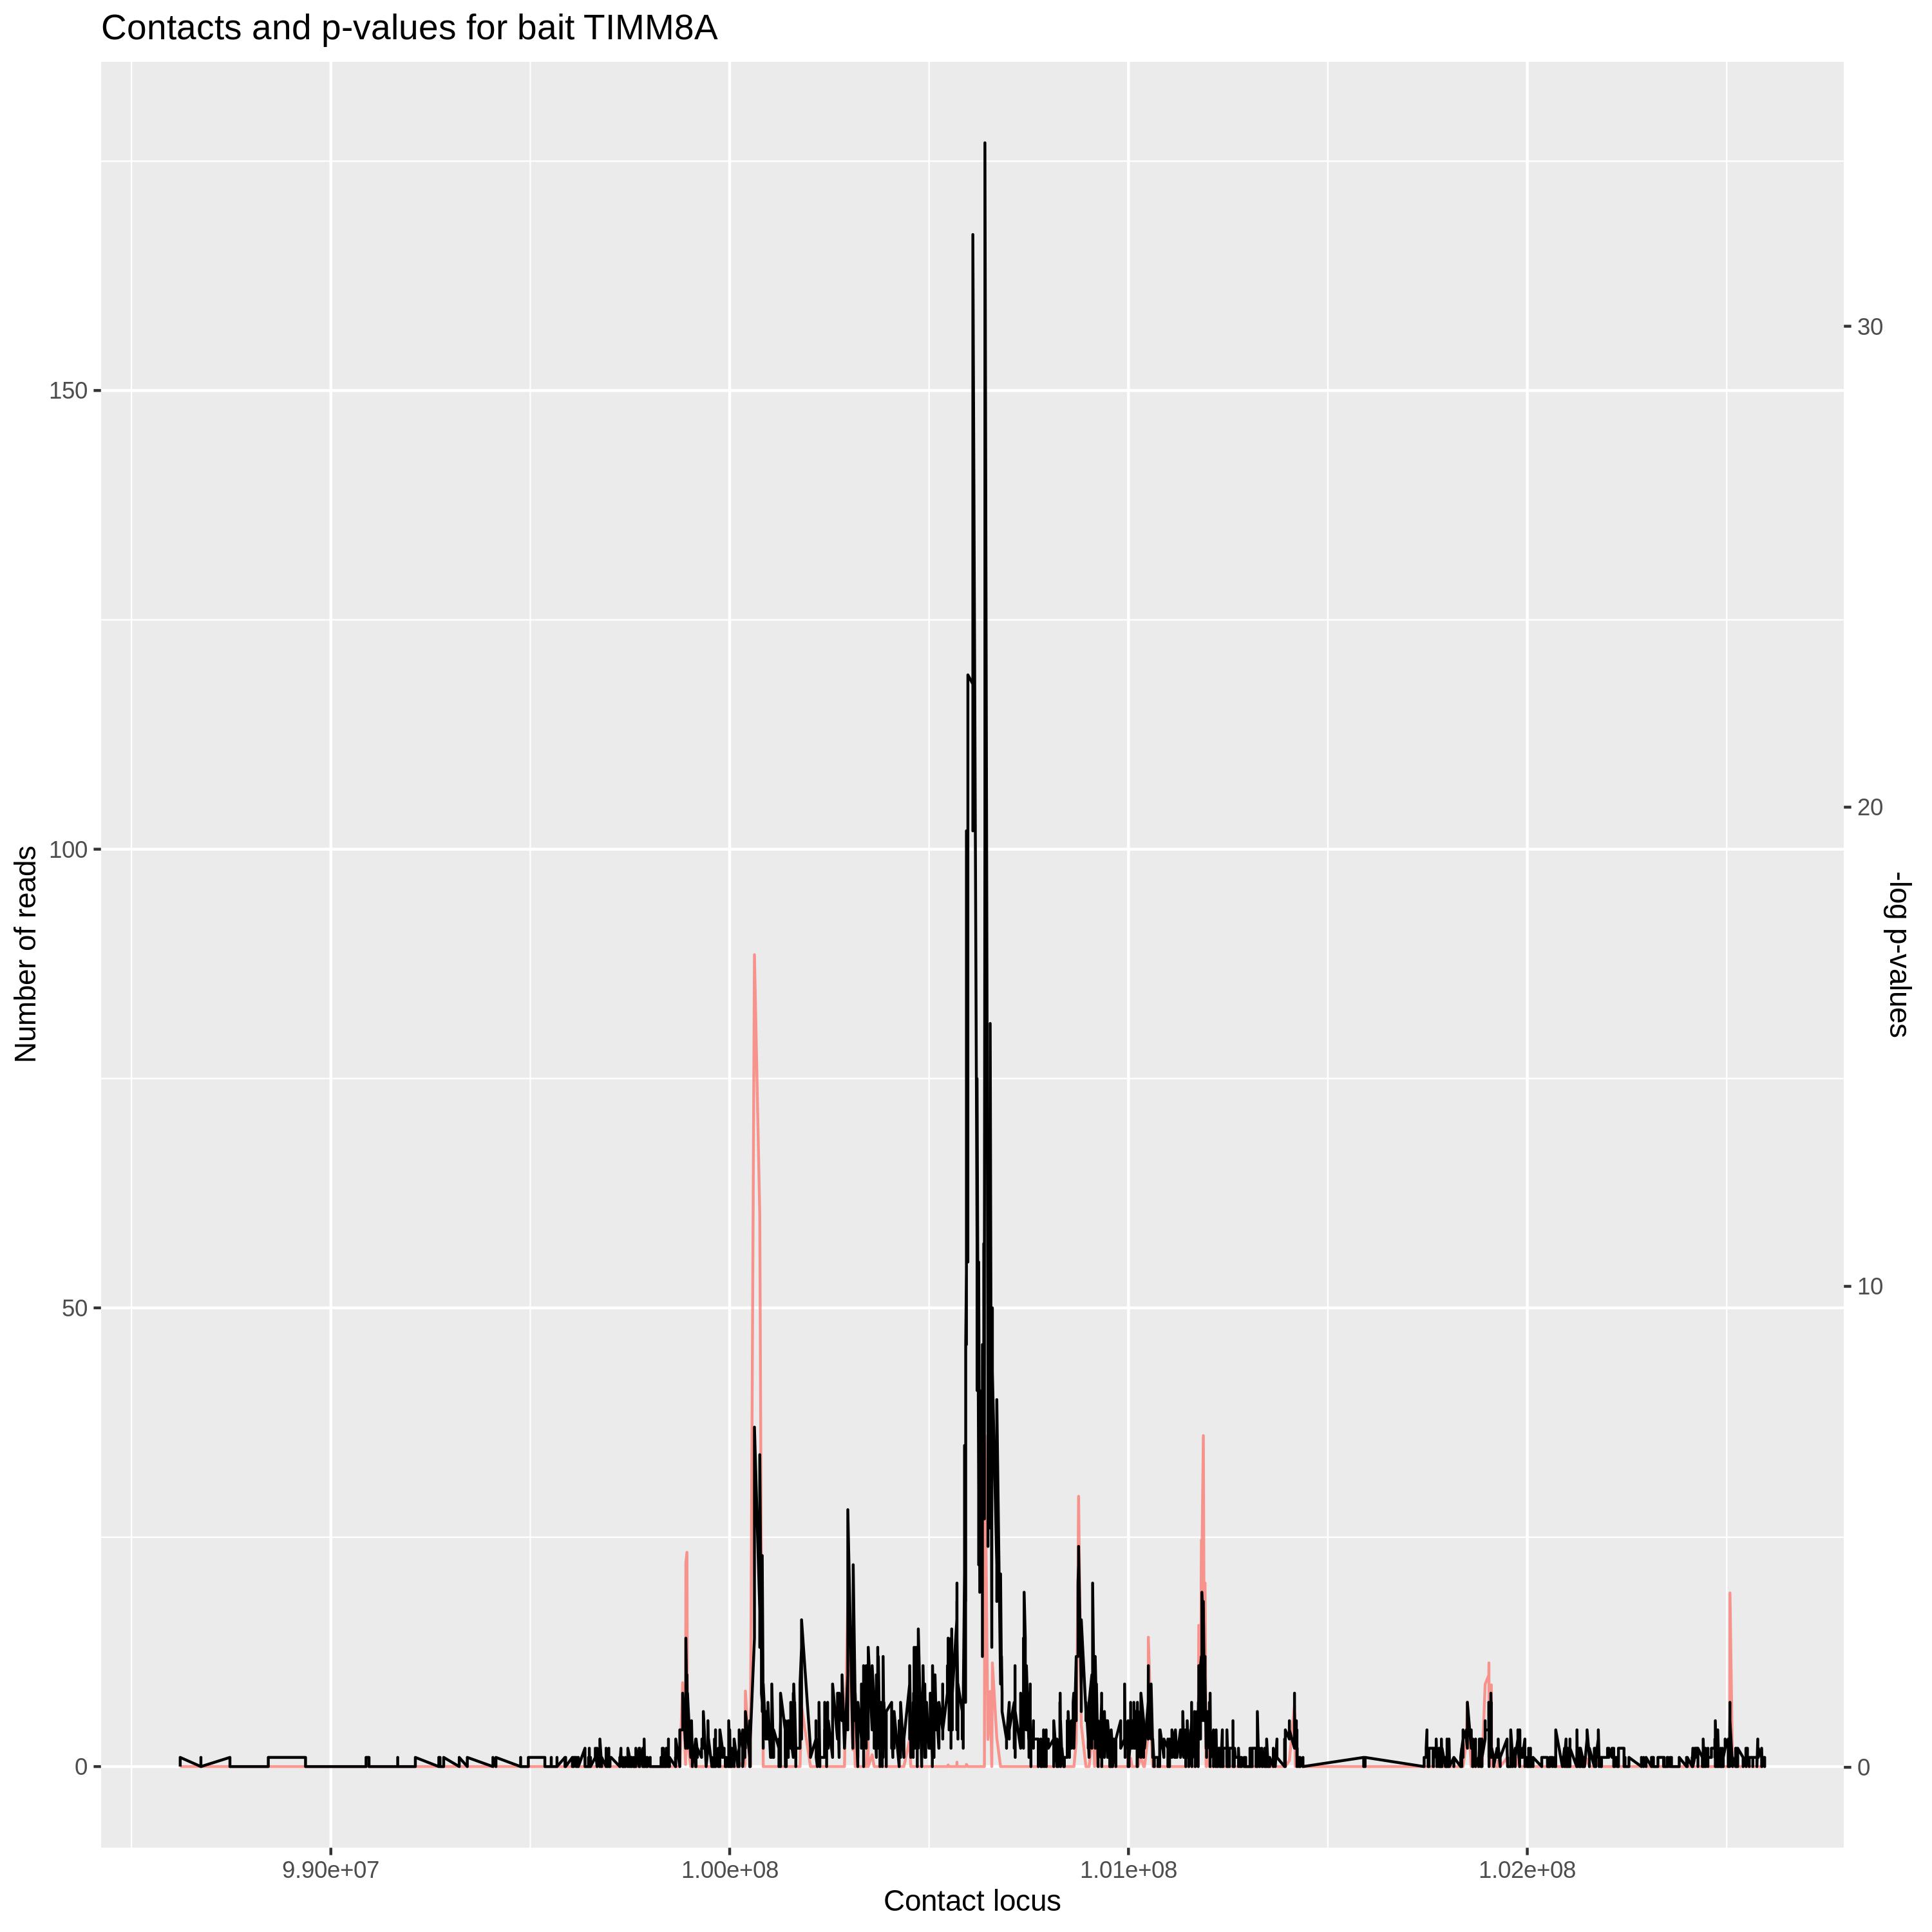 Contacts and p-values for bait TIMM8A
150
100
50
0
Number of reads
30
20
10
0
-log p-values
9.90e+07
1.00e+08
1.01e+08
1.02e+08
Contact locus